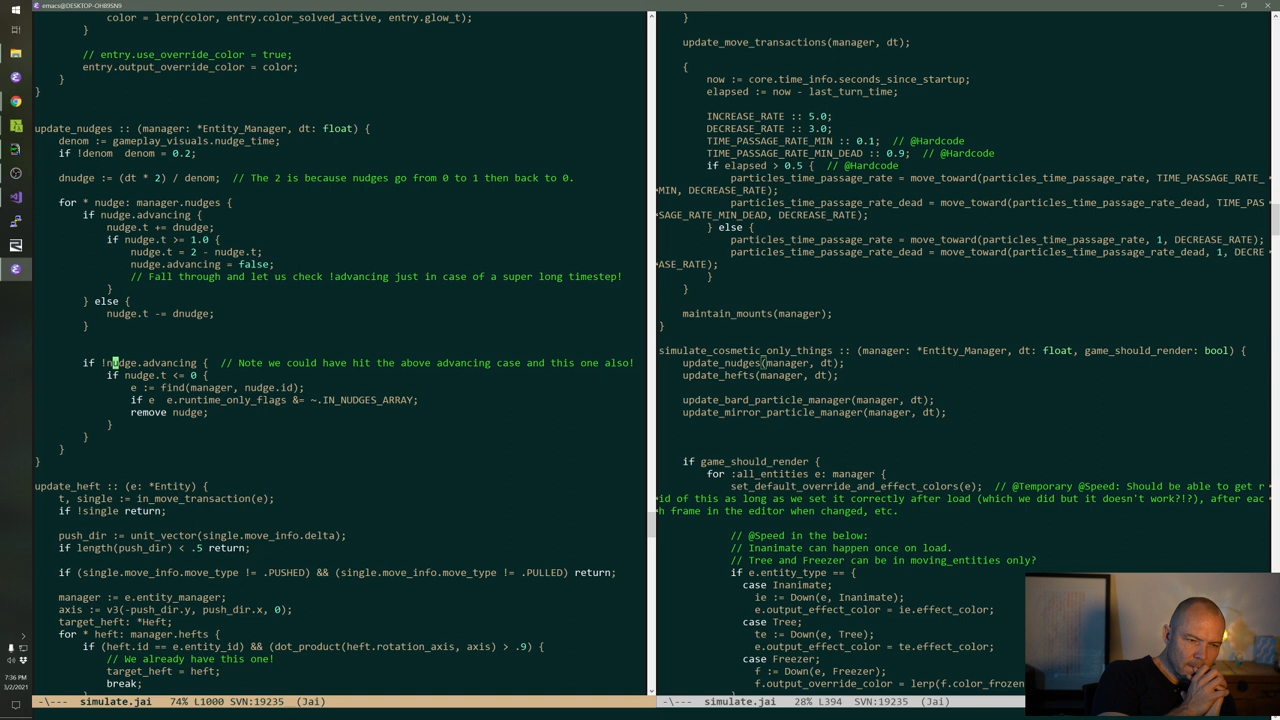 emacs@DESKTOP-OH89SN9
color = lerp(color, entry.color_solved_active, entry.glow_t);
}
// entry.use_override_color = true;
entry.output_override_color = color;
}
}
update_nudges :: (manager: *Entity_Manager, dt: float) {
denom := gameplay_visuals.nudge_time;
if !denom  denom = 0.2;
dnudge := (dt * 2) / denom;  // The 2 is because nudges go from 0 to 1 then back to 0.
for * nudge: manager.nudges {
if nudge.advancing {
nudge.t += dnudge;
if nudge.t >= 1.0 {
nudge.t = 2 - nudge.t;
nudge.advancing = false;
// Fall through and let us check !advancing just in case of a super long timestep!
}
} else {
nudge.t -= dnudge;
}
if !nudge.advancing {  // Note we could have hit the above advancing case and this one also!
if nudge.t <= 0 {
e := find(manager, nudge.id);
if e  e.runtime_only_flags &= ~.IN_NUDGES_ARRAY;
remove nudge;
}
}
}
}
update_heft :: (e: *Entity) {
t, single := in_move_transaction(e);
if !single return;
push_dir := unit_vector(single.move_info.delta);
if length(push_dir) < .5 return;
if (single.move_info.move_type != .PUSHED) && (single.move_info.move_type != .PULLED) return;
manager := e.entity_manager;
axis := v3(-push_dir.y, push_dir.x, 0);
target_heft: *Heft;
for * heft: manager.hefts {
if (heft.id == e.entity_id) && (dot_product(heft.rotation_axis, axis) > .9) {
// We already have this one!
target_heft = heft;
break;
}
-\--- simulate.jai 74% L1000 SVN:19235 (Jai)
}
update_move_transactions(manager, dt);
{
now := core.time_info.seconds_since_startup;
elapsed := now - last_turn_time;
INCREASE_RATE :: 5.0;
DECREASE_RATE :: 3.0;
TIME_PASSAGE_RATE_MIN :: 0.1;  // @Hardcode
TIME_PASSAGE_RATE_MIN_DEAD :: 0.9;  // @Hardcode
if elapsed > 0.5 {  // @Hardcode
particles_time_passage_rate = move_toward(particles_time_passage_rate, TIME_PASSAGE_RATE_
MIN, DECREASE_RATE);
particles_time_passage_rate_dead = move_toward(particles_time_passage_rate_dead, TIME_PAS
SAGE_RATE_MIN_DEAD, DECREASE_RATE);
} else {
particles_time_passage_rate = move_toward(particles_time_passage_rate, 1, DECREASE_RATE);
particles_time_passage_rate_dead = move_toward(particles_time_passage_rate_dead, 1, DECRE
ASE_RATE);
}
}
maintain_mounts(manager);
}
simulate_cosmetic_only_things :: (manager: *Entity_Manager, dt: float, game_should_render: bool) {
update_nudges(manager, dt);
update_hefts(manager, dt);
update_bard_particle_manager(manager, dt);
update_mirror_particle_manager(manager, dt);
if game_should_render {
for :all_entities e: manager {
set_default_override_and_effect_colors(e);  // @Temporary @Speed: Should be able to get r
id of this as long as we set it correctly after load (which we did but it doesn't work?!?), after eac
h frame in the editor when changed, etc.
// @Speed in the below:
// Inanimate can happen once on load.
// Tree and Freezer can be in moving_entities only?
if e.entity_type == {
case Inanimate;
ie := Down(e, Inanimate);
e.output_effect_color = ie.effect_color;
case Tree;
te := Down(e, Tree);
e.output_effect_color = te.effect_color;
case Freezer;
f := Down(e, Freezer);
f.output_override_color = lerp(f.color_frozen
-\--- simulate.jai 28% L394 SVN:19235 (Jai)
7:36 PM
3/2/2021